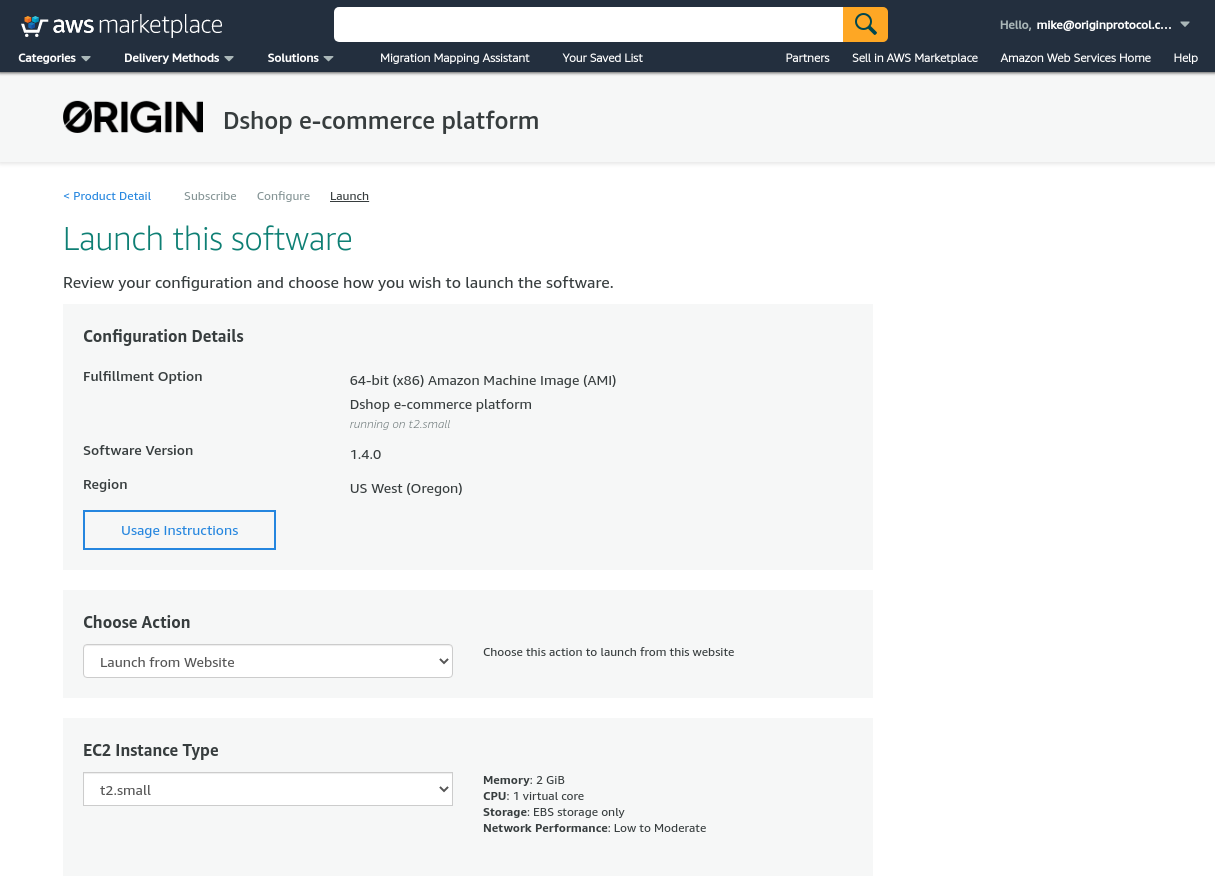 aws marketplace
Hello, mike@originprotocol.c...
Categories Delivery Methods Solutions Migration Mapping Assistant Your Saved List Partners Sell in AWS Marketplace Amazon Web Services Home Help
ORIGIN Dshop e-commerce platform
< Product Detail Subscribe Configure Launch
Launch this software
Review your configuration and choose how you wish to launch the software.
Configuration Details
Fulfillment Option 64-bit (x86) Amazon Machine Image (AMI)
Dshop e-commerce platform
running on t2.small
Software Version 1.4.0
Region US West (Oregon)
Usage Instructions
Choose Action
Launch from Website Choose this action to launch from this website
EC2 Instance Type
t2.small
Memory: 2 GiB
CPU: 1 virtual core
Storage: EBS storage only
Network Performance: Low to Moderate